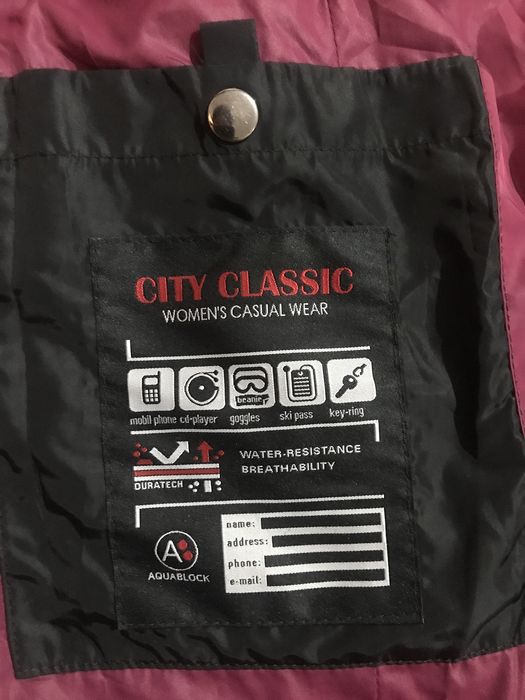 CITY CLASSIC
WOMEN'S CASUAL WEAR
beanie
mobil phone cd-player goggles ski pass key-ring
WATER-RESISTANCE
BREATHABILITY
DURATECH
A
AQUABLOCK
name:
address:
phone:
e-mail: